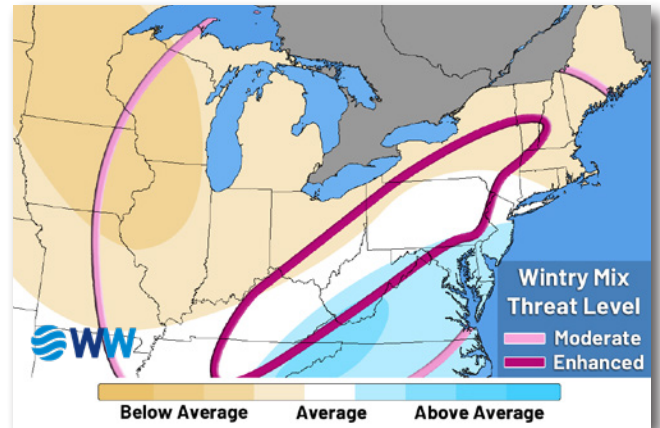 Wintry Mix
Threat Level
Moderate
Enhanced
WW
Below Average
Average
Above Average